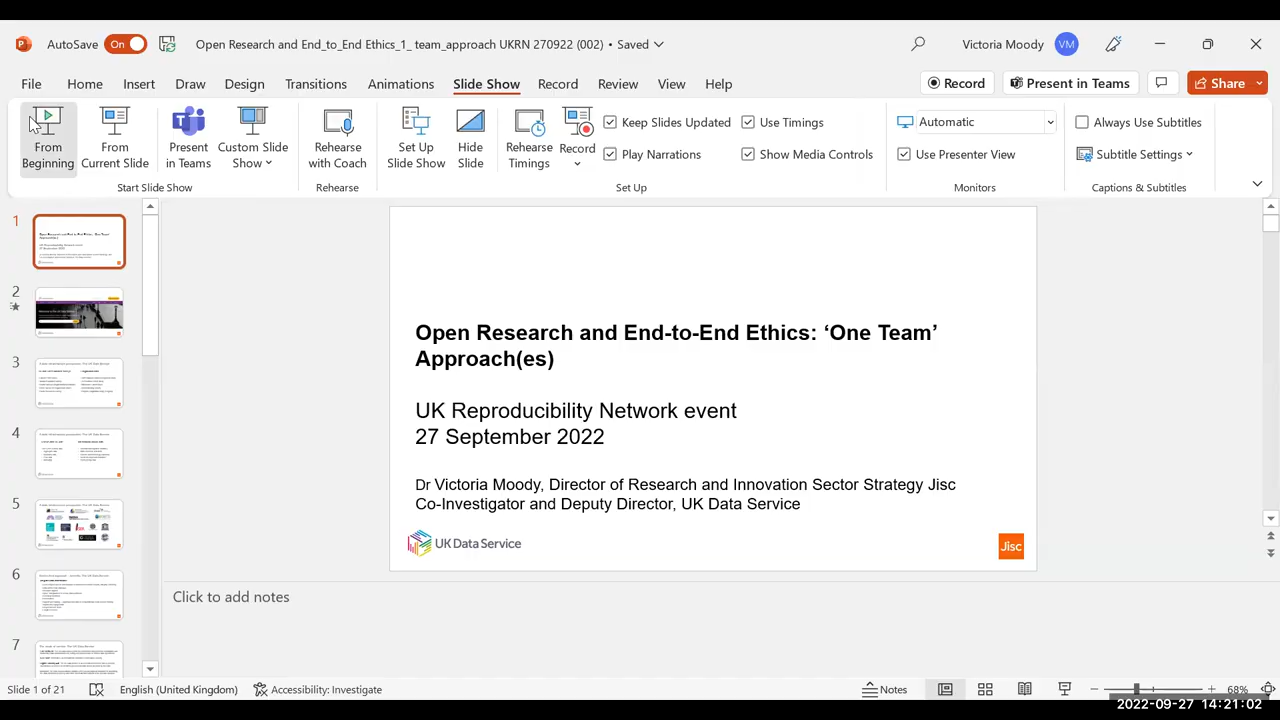 AutoSave On Open Research and End_to_End Ethics_1_ team_approach UKRN 270922 (002) • Saved Victoria Moody VM
File Home Insert Draw Design Transitions Animations Slide Show Record Review View Help Record Present in Teams Share
From Beginning
From Current Slide
Present in Teams
Custom Slide Show
Rehearse with Coach
Set Up Slide Show
Hide Slide
Rehearse Timings
Record
Keep Slides Updated
Use Timings
Play Narrations
Show Media Controls
Automatic
Use Presenter View
Always Use Subtitles
Subtitle Settings
Start Slide Show Rehearse Set Up Monitors Captions & Subtitles
1
2
3
4
5
6
7
Open Research and End-to-End Ethics: ‘One Team’
Approach(es)
UK Reproducibility Network event
27 September 2022
Dr Victoria Moody, Director of Research and Innovation Sector Strategy Jisc
Co-Investigator and Deputy Director, UK Data Service
UK Data Service
Jisc
Click to add notes
Slide 1 of 21 English (United Kingdom) Accessibility: Investigate Notes 68%
2022-09-27 14:21:02